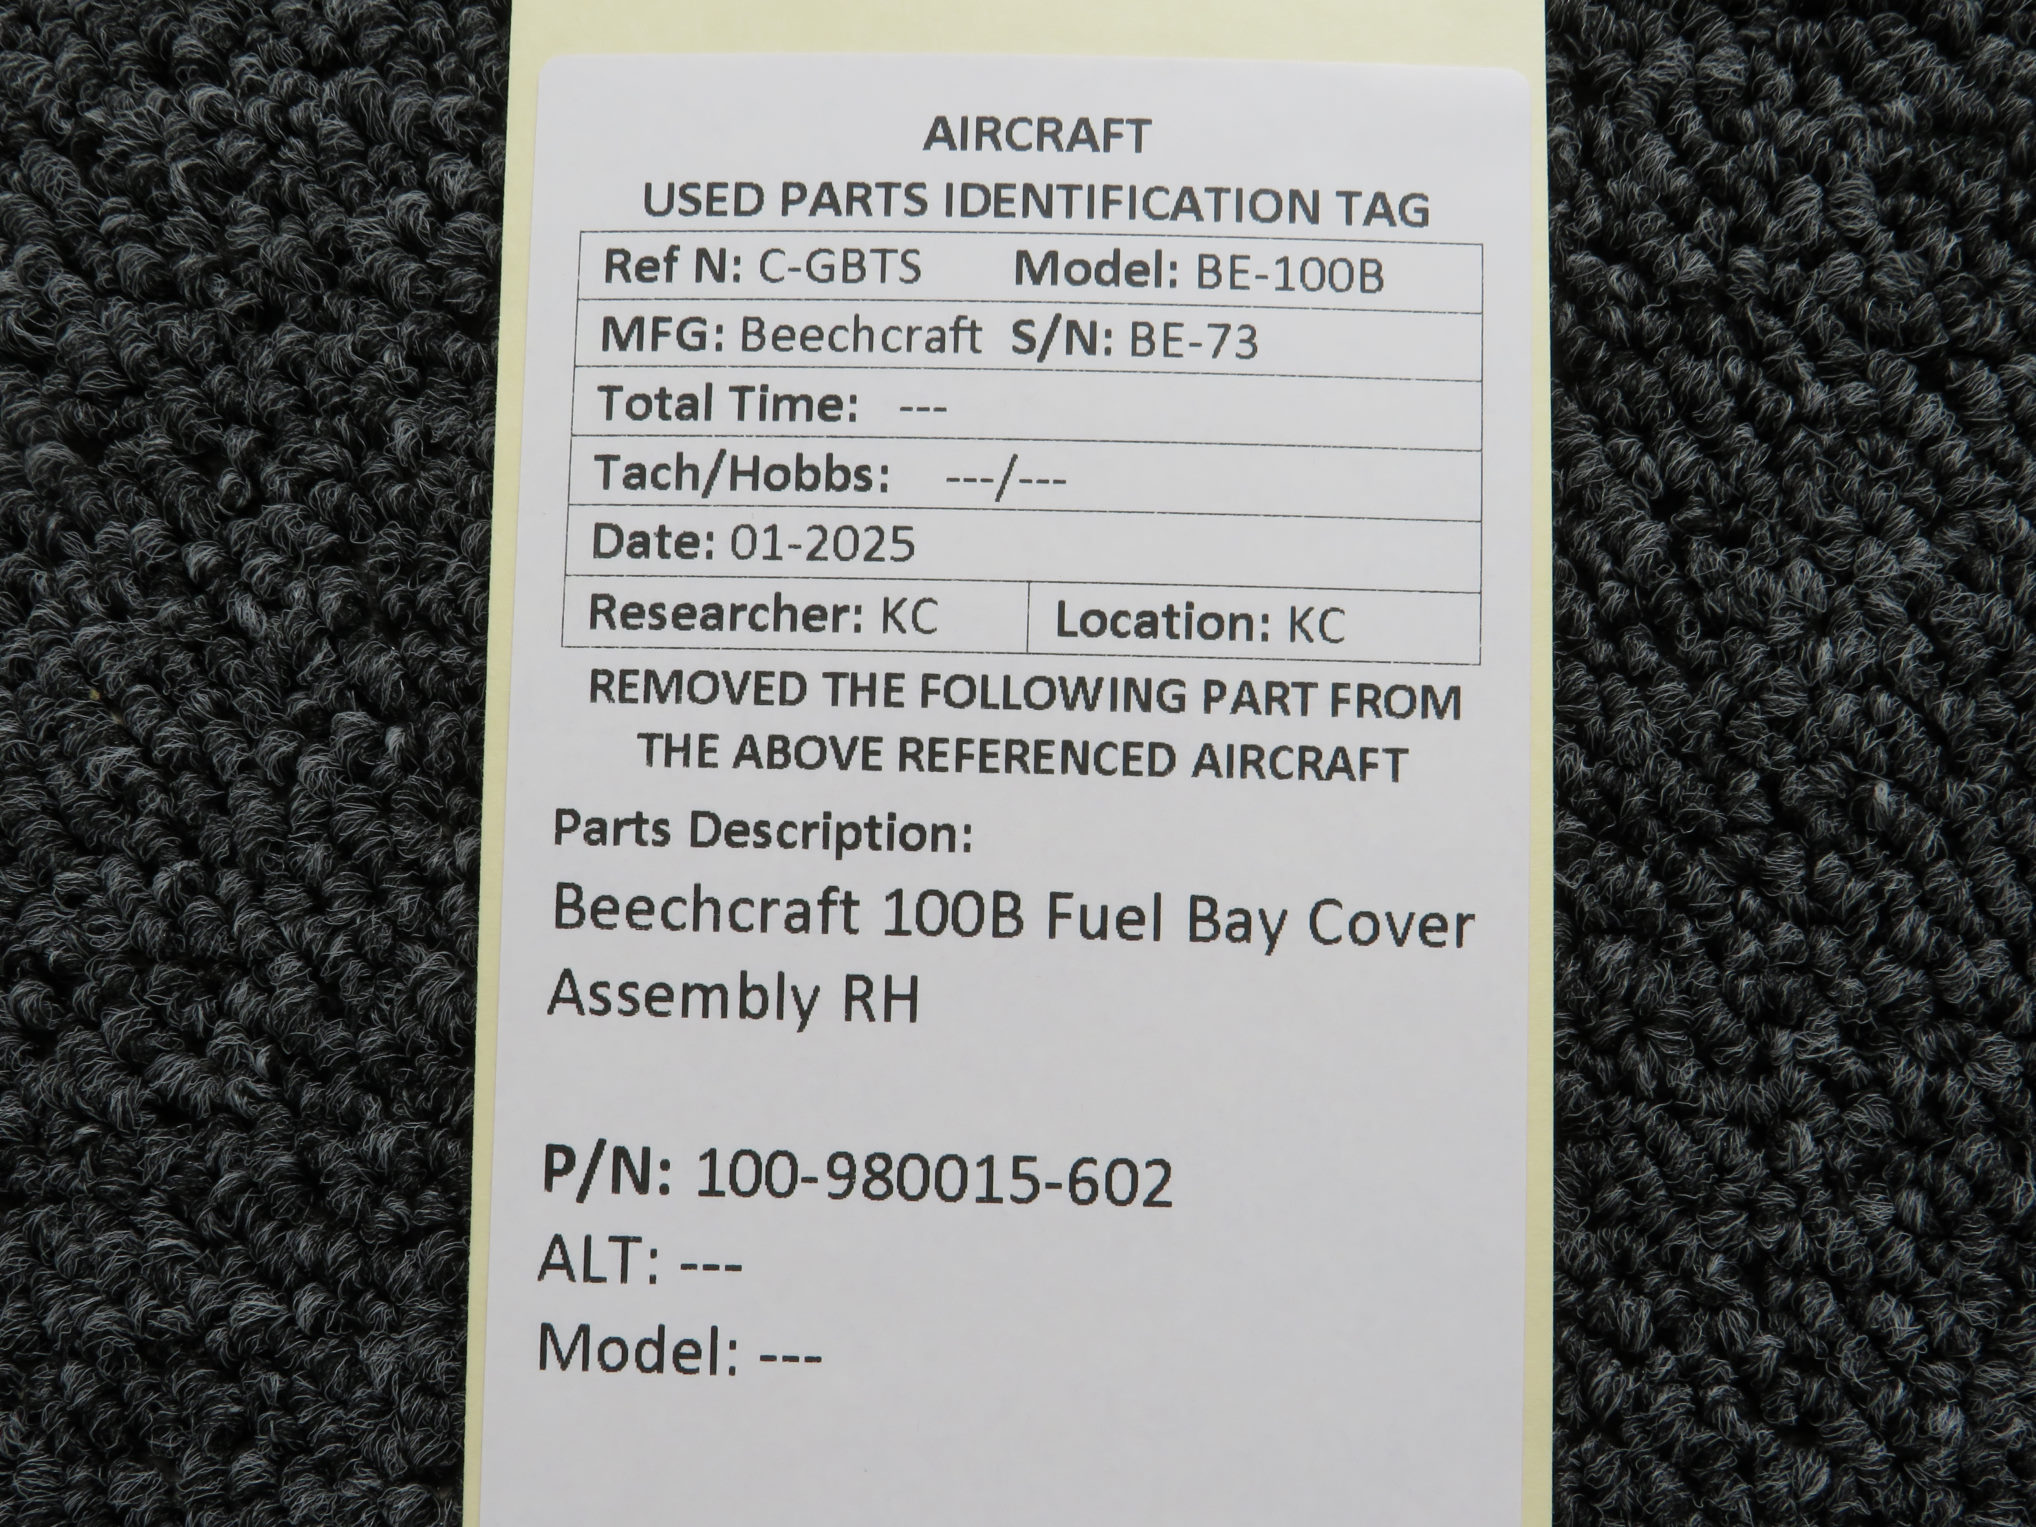 AIRCRAFT
USED PARTS IDENTIFICATION TAG
Ref N: C-GBTS Model: BE-100B
MFG: Beechcraft S/N: BE-73
Total Time: ---
Tach/Hobbs: ---/---
Date: 01-2025
Researcher: KC Location: KC
REMOVED THE FOLLOWING PART FROM
THE ABOVE REFERENCED AIRCRAFT
Parts Description:
Beechcraft 100B Fuel Bay Cover
Assembly RH
P/N: 100-980015-602
ALT: ---
Model: ---